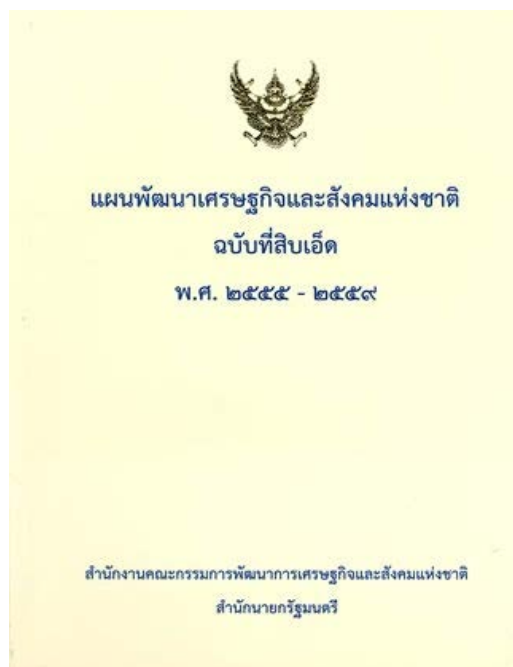 แผนพัฒนาเศรษฐกิจและสังคมแห่งชาติ
ฉบับที่สิบเอ็ด
พ.ศ. ๒๕๕๕ - ๒๕๕๙
สำนักงานคณะกรรมการพัฒนาการเศรษฐกิจและสังคมแห่งชาติ
สำนักนายกรัฐมนตรี